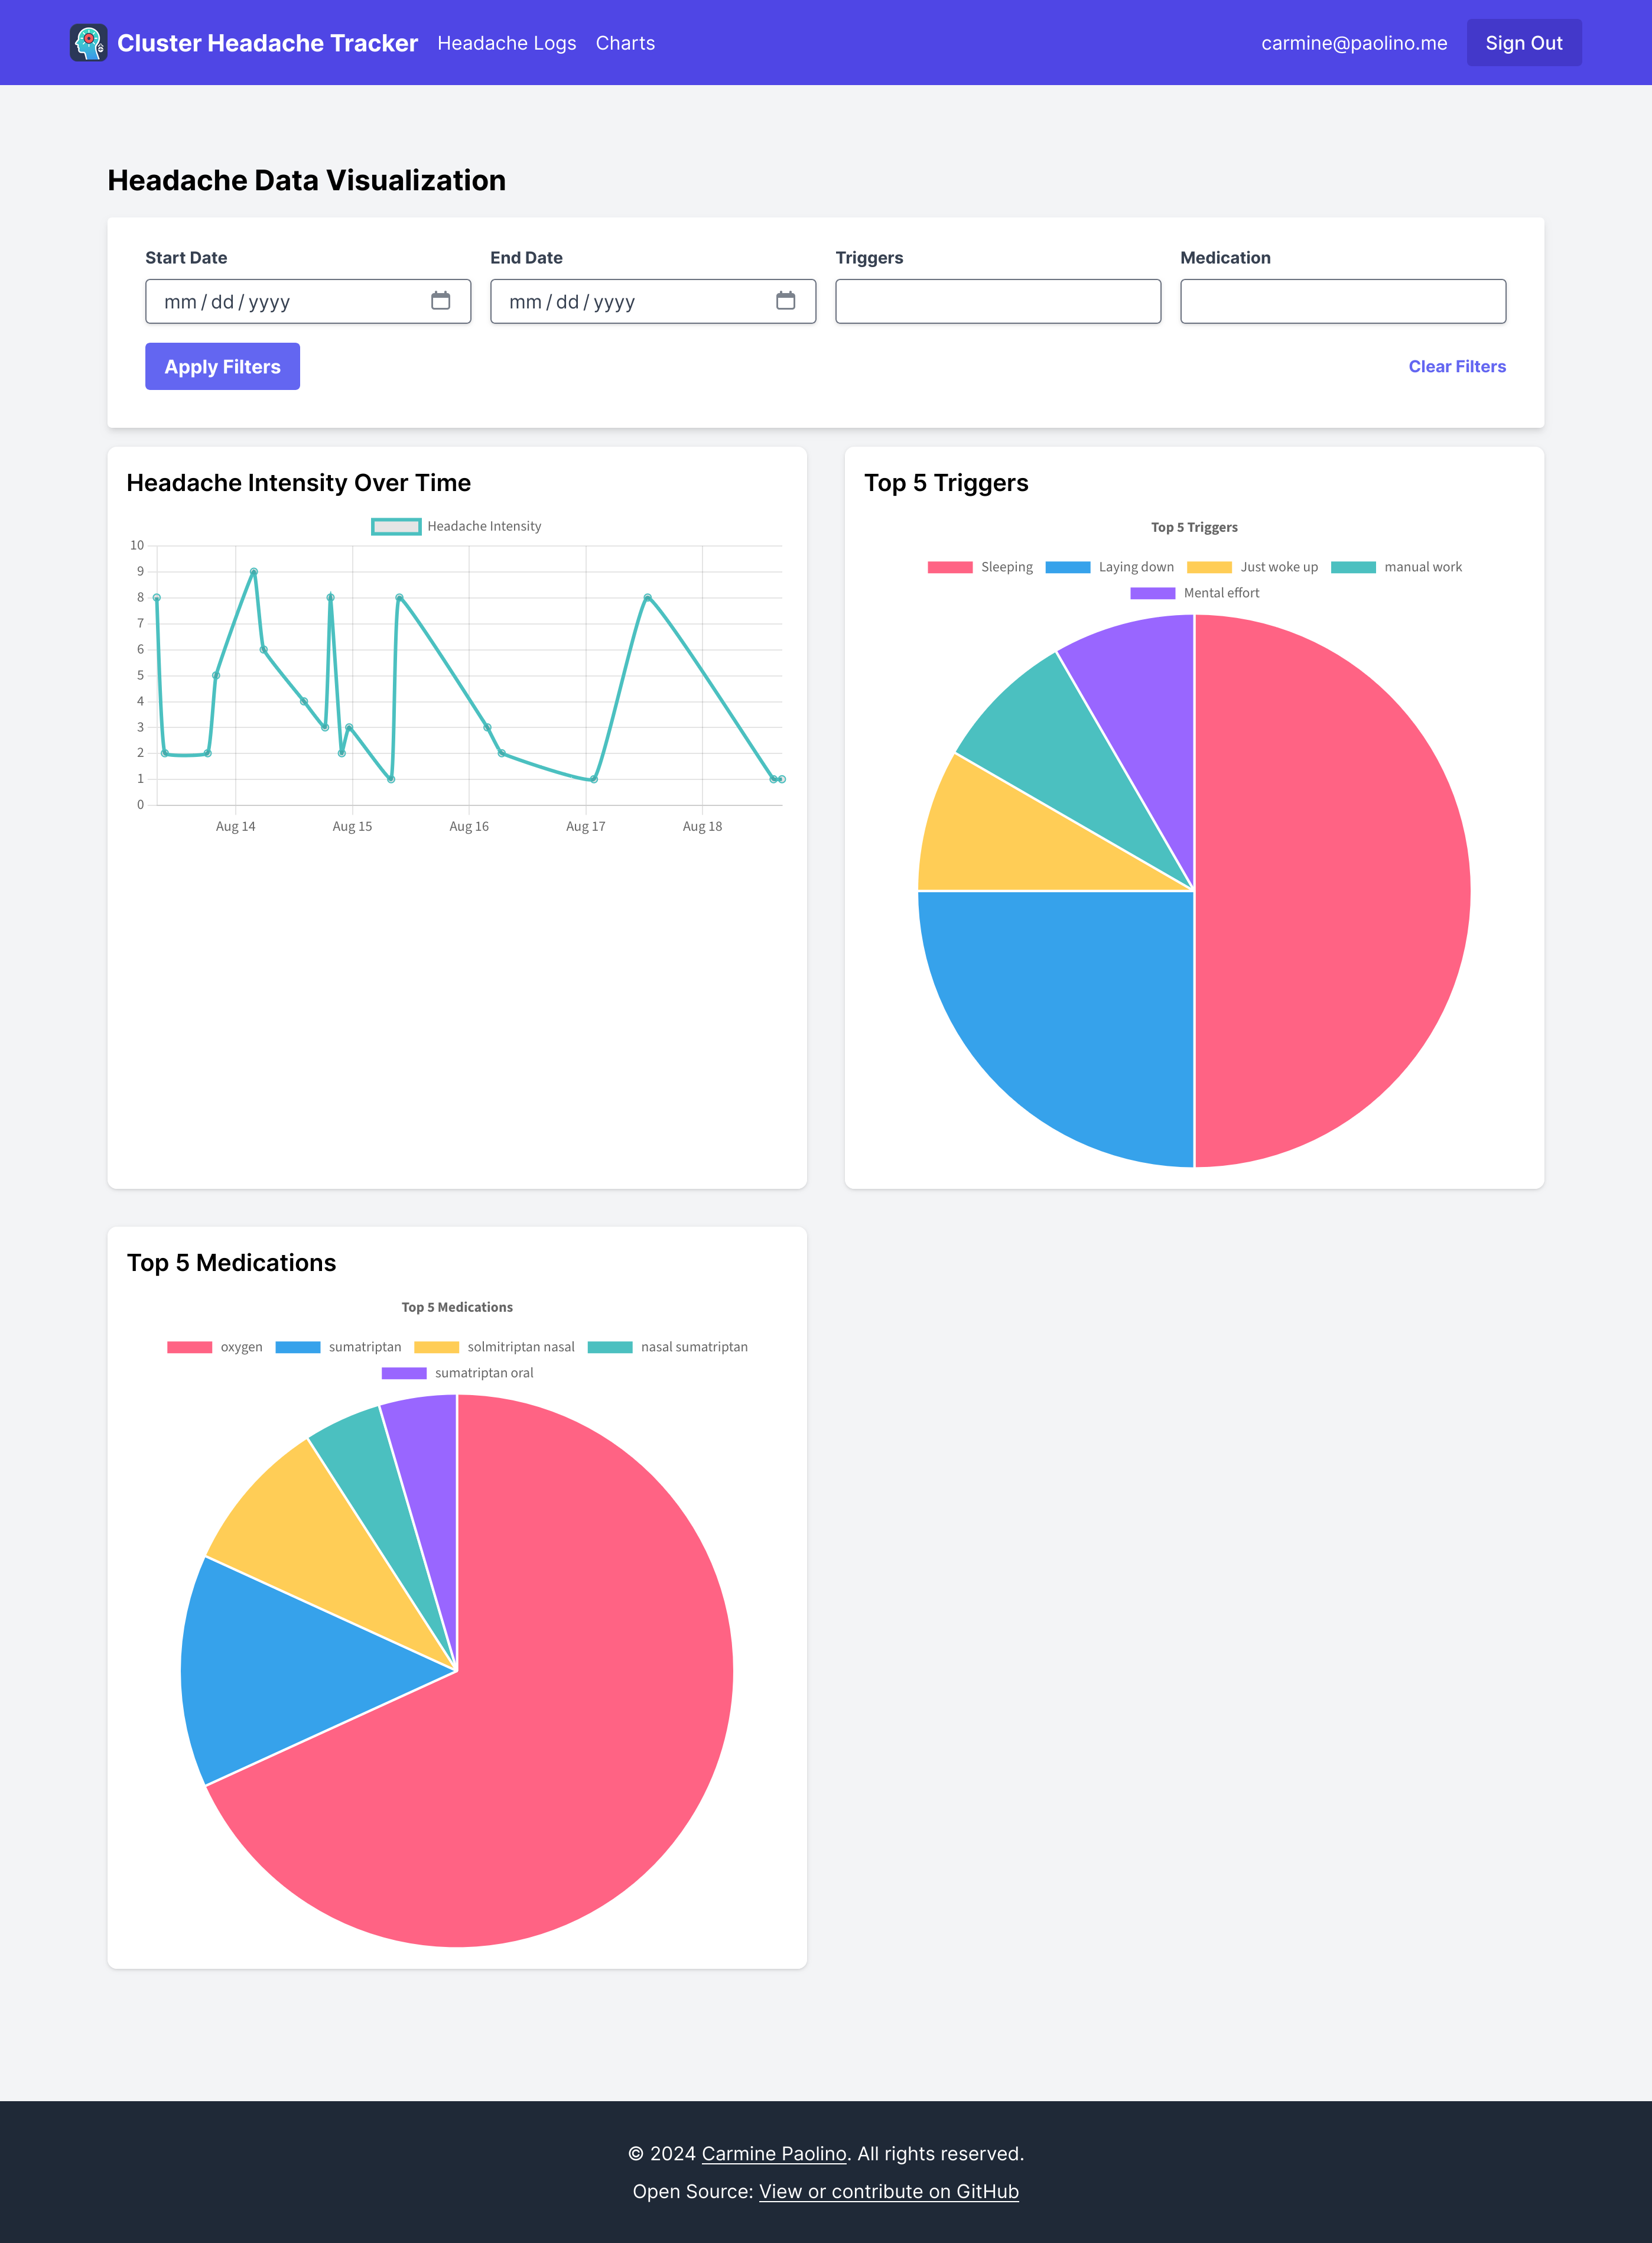 Cluster Headache Tracker Headache Logs Charts carmine@paolino.me Sign Out
Headache Data Visualization
Start Date End Date Triggers Medication
mm / dd / yyyy mm / dd / yyyy
Apply Filters Clear Filters
Headache Intensity Over Time
Headache Intensity
10
9
8
7
6
5
4
3
2
1
0
Aug 14 Aug 15 Aug 16 Aug 17 Aug 18
Top 5 Triggers
Top 5 Triggers
Sleeping Laying down Just woke up manual work
Mental effort
Top 5 Medications
Top 5 Medications
oxygen sumatriptan solmitriptan nasal nasal sumatriptan
sumatriptan oral
© 2024 Carmine Paolino. All rights reserved.
Open Source: View or contribute on GitHub